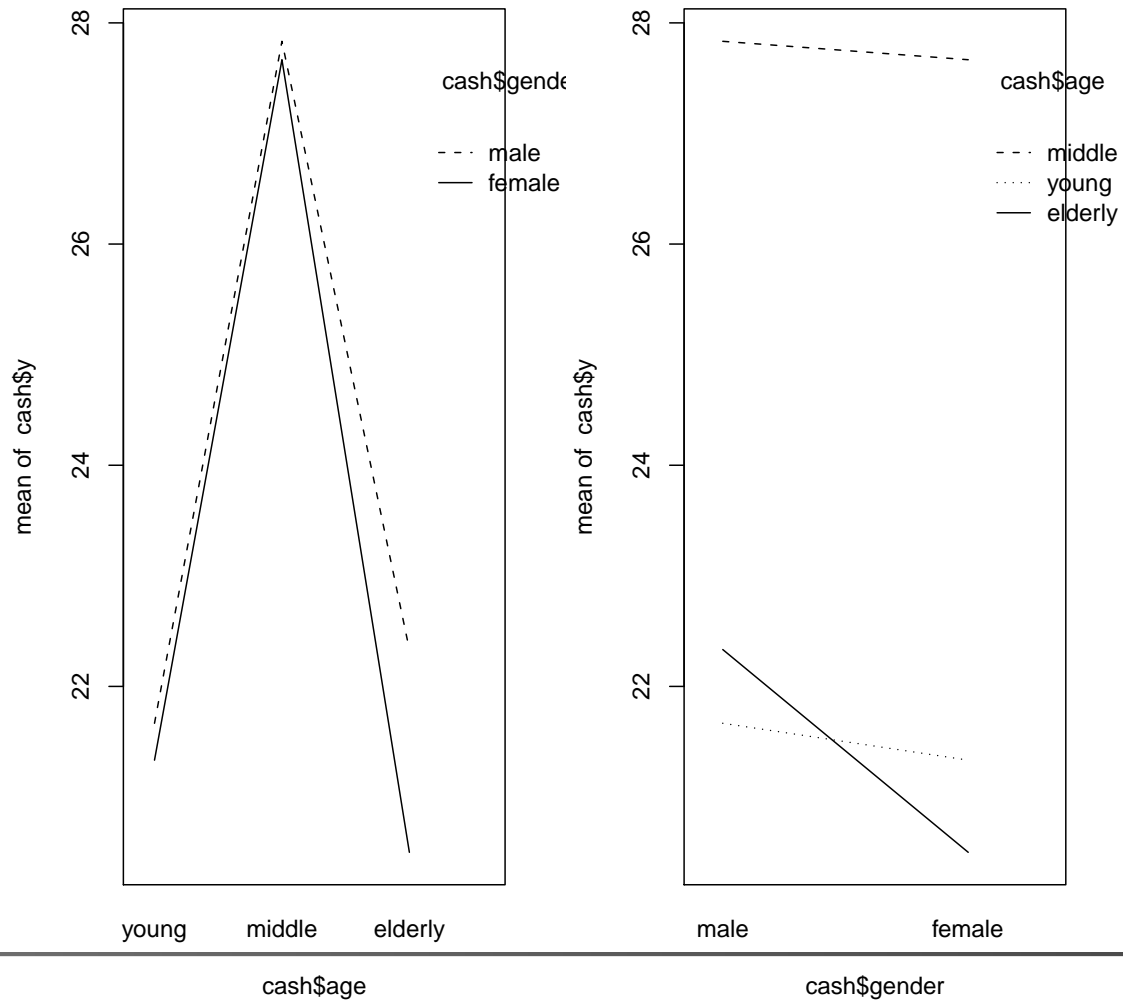 28
26
24
22
mean of cash$y
cash$gende
male
female
young middle elderly
cash$age
28
26
24
22
mean of cash$y
cash$age
middle
young
elderly
male female
cash$gender